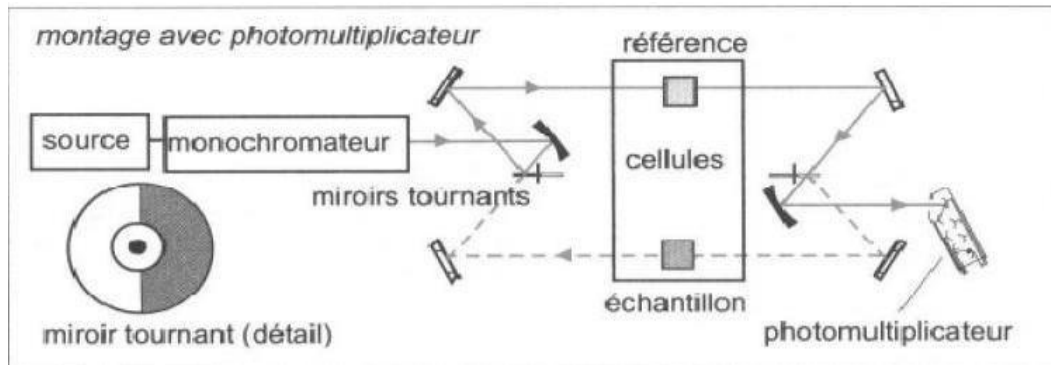 montage avec photomultiplicateur
référence
source
monochromateur
cellules
miroirs tournants
échantillon
miroir tournant (détail)
photomultiplicateur